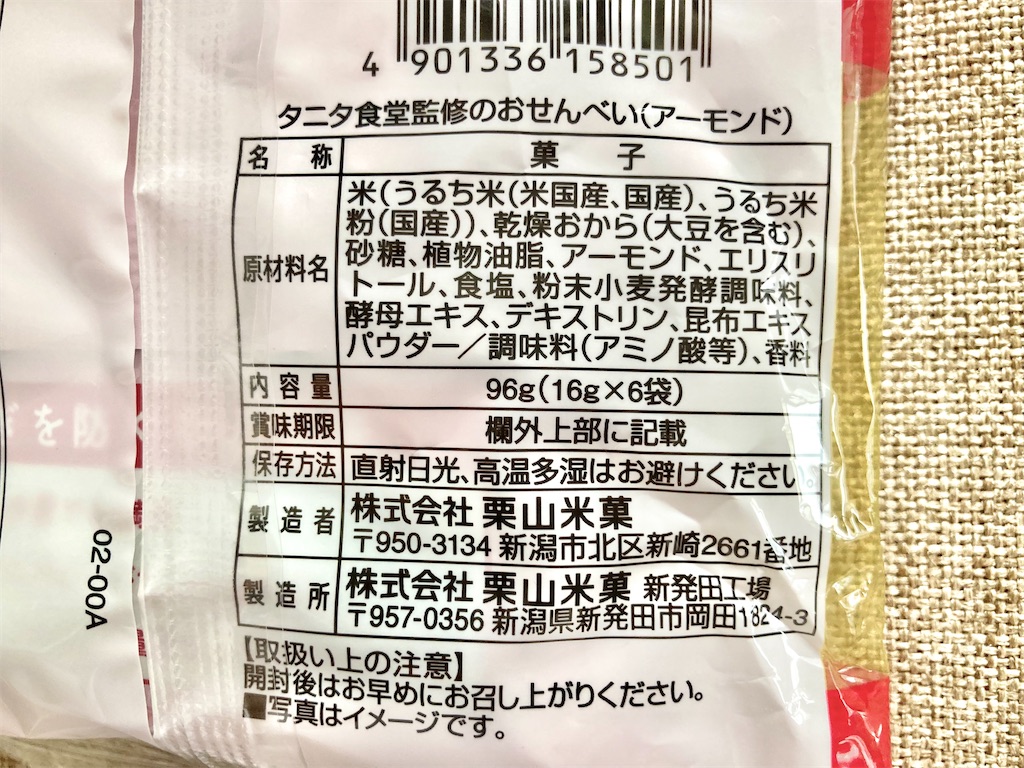 4 901336 158501
タニタ食堂監修のおせんべい(アーモンド)
名 称 菓 子
原材料名
米(うるち米(米国産、国産)、うるち米
粉(国産))、乾燥おから(大豆を含む)、
砂糖、植物油脂、アーモンド、エリスリ
トール、食塩、粉末小麦発酵調味料、
酵母エキス、デキストリン、昆布エキス
パウダー/調味料(アミノ酸等)、香料
内容量 96g(16g×6袋)
賞味期限 欄外上部に記載
保存方法 直射日光、高温多湿はお避けください
製造者 株式会社 栗山米菓
〒950-3134 新潟市北区新崎2661番地
製造所 株式会社 栗山米菓 新発田工場
〒957-0356 新潟県新発田市岡田1824-3
【取扱い上の注意】
開封後はお早めにお召し上がりください。
■写真はイメージです。
を防
02-00A